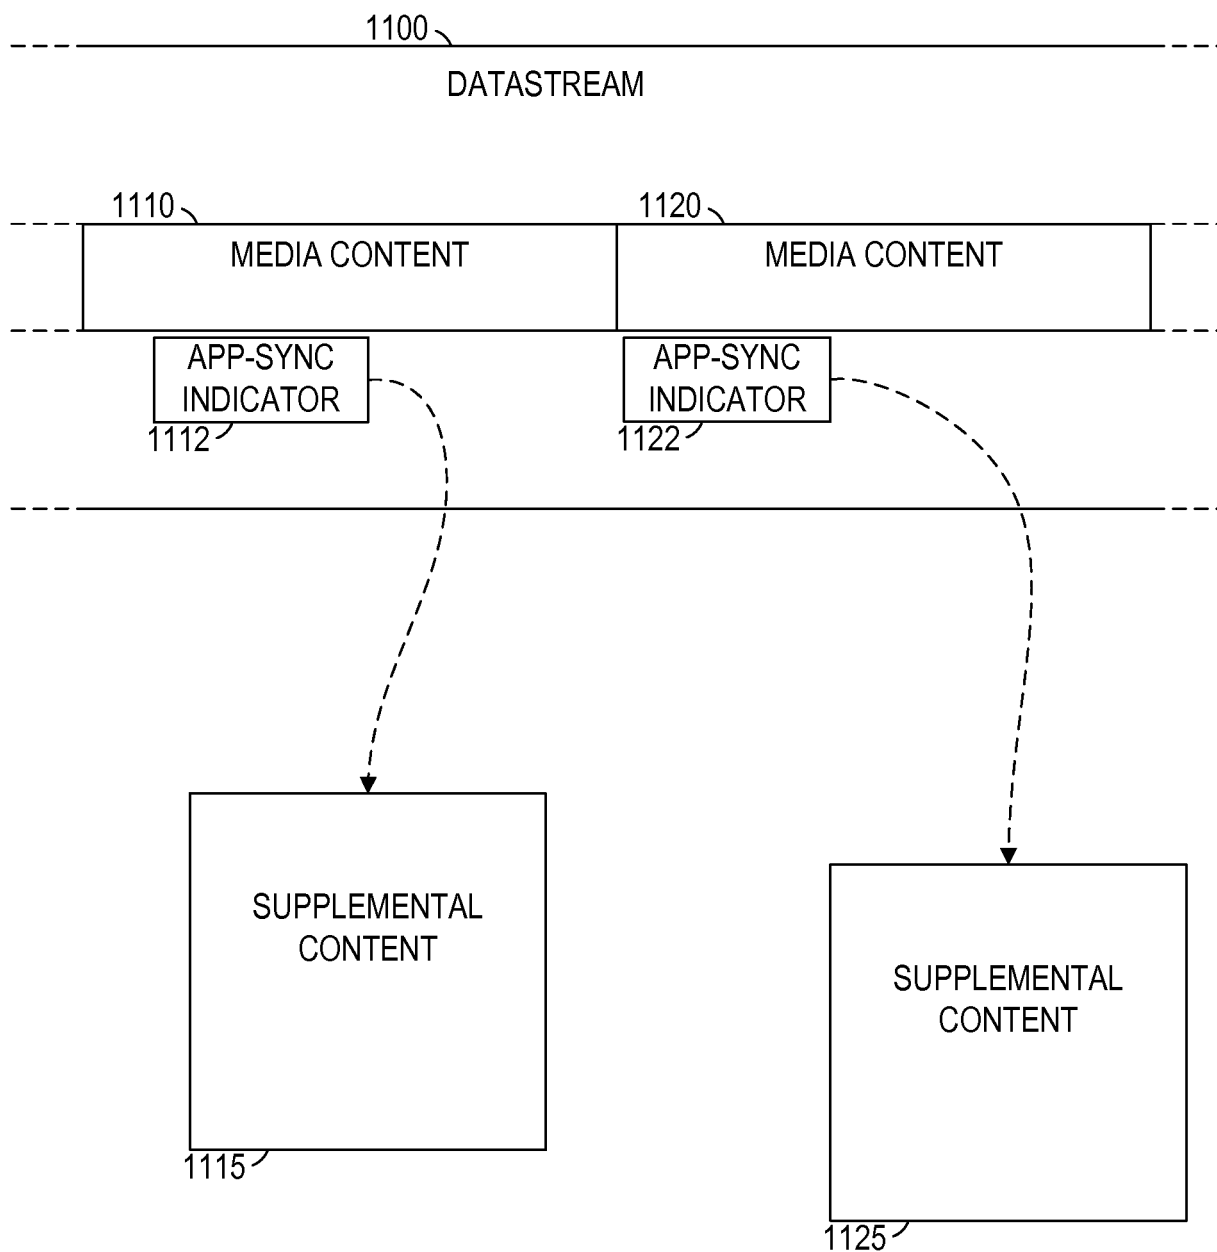 1100
DATASTREAM
1110
1120
MEDIA CONTENT
MEDIA CONTENT
APP-SYNC
INDICATOR
1112
APP-SYNC
INDICATOR
1122
SUPPLEMENTAL
CONTENT
1115
SUPPLEMENTAL
CONTENT
1125